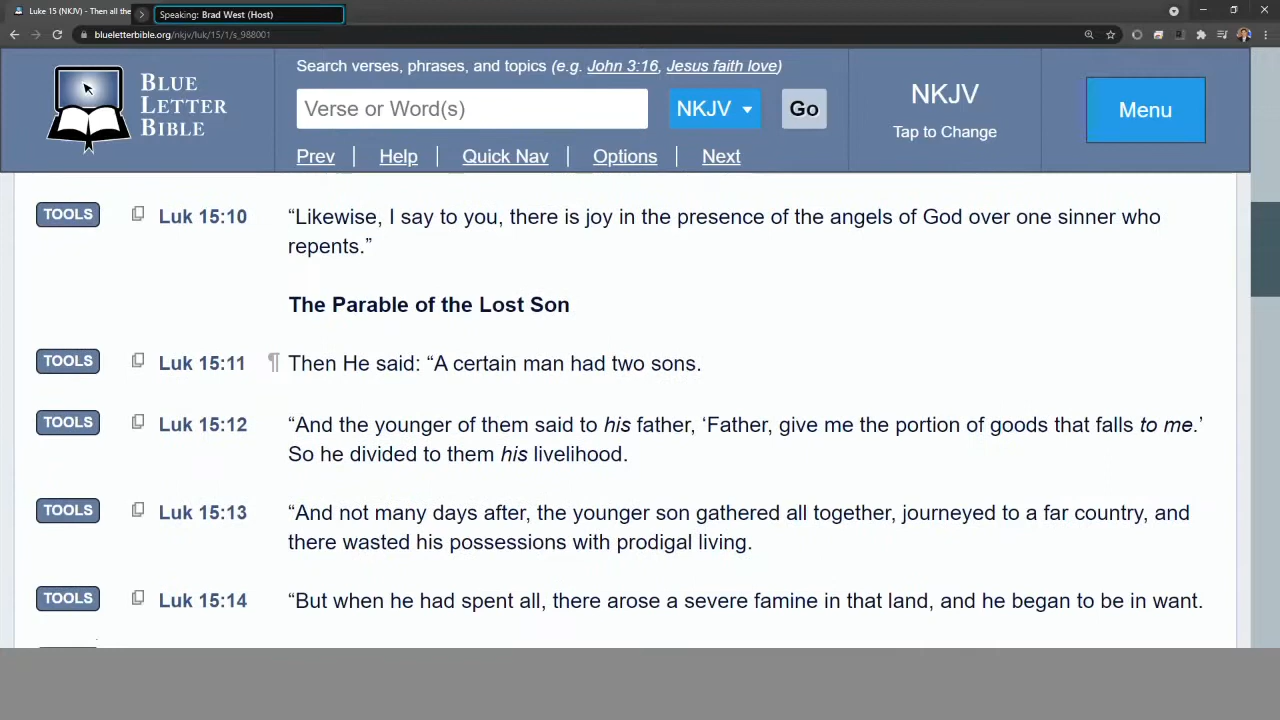 Luke 15 (NKJV) - Then all the
Speaking: Brad West (Host)
blueletterbible.org/nkjv/luk/15/1/s_988001
BLUE
LETTER
BIBLE
Search verses, phrases, and topics (e.g. John 3:16, Jesus faith love)
Verse or Word(s)
NKJV
Go
Prev | Help | Quick Nav | Options | Next
NKJV
Tap to Change
Menu
TOOLS Luk 15:10 “Likewise, I say to you, there is joy in the presence of the angels of God over one sinner who
repents.”
The Parable of the Lost Son
TOOLS Luk 15:11 ¶ Then He said: “A certain man had two sons.
TOOLS Luk 15:12 “And the younger of them said to his father, ‘Father, give me the portion of goods that falls to me.’
So he divided to them his livelihood.
TOOLS Luk 15:13 “And not many days after, the younger son gathered all together, journeyed to a far country, and
there wasted his possessions with prodigal living.
TOOLS Luk 15:14 “But when he had spent all, there arose a severe famine in that land, and he began to be in want.